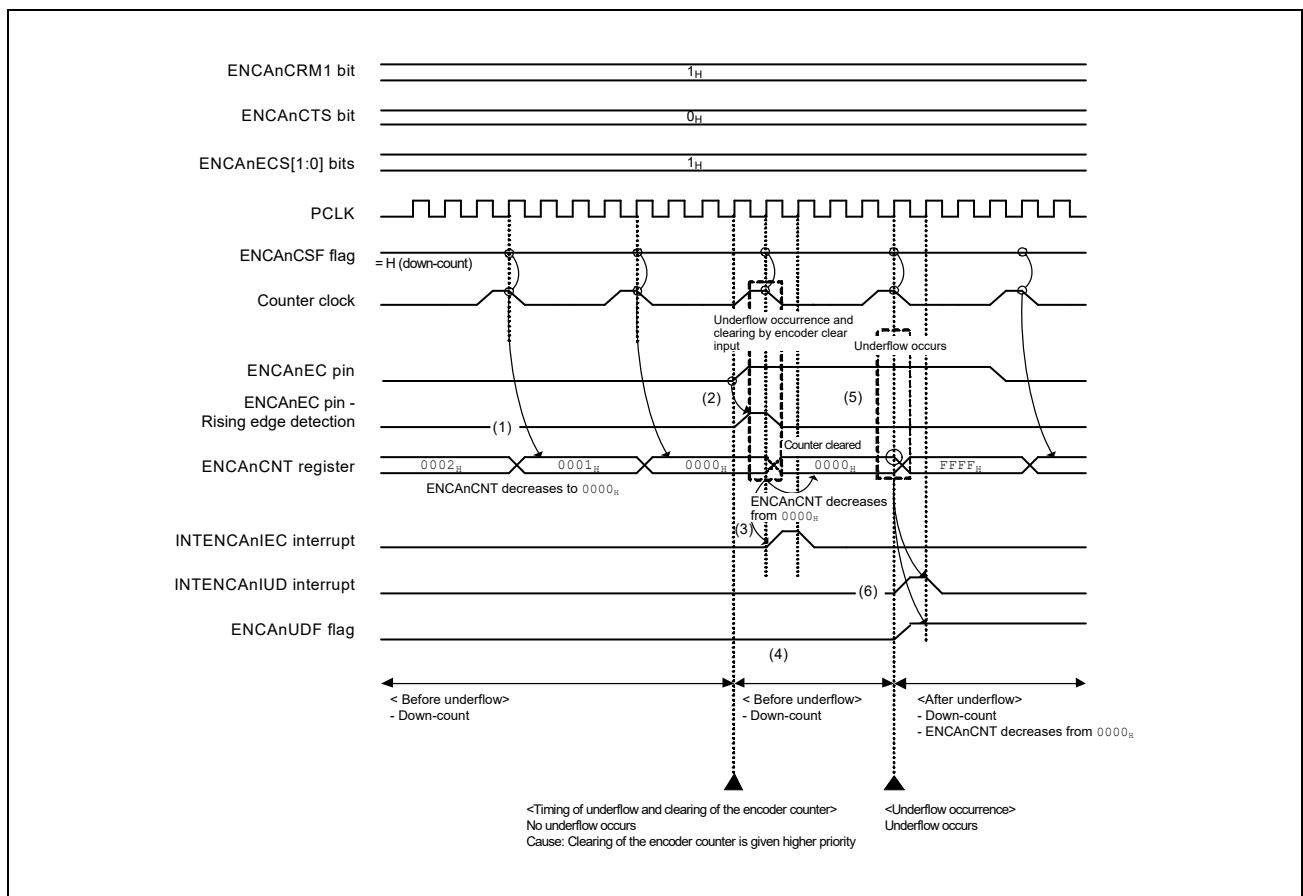 ENCAnCRM1 bit
1H
ENCAnCTS bit
0H
ENCAnECS[1:0] bits
1H
PCLK
ENCAnCSF flag
= H (down-count)
Counter clock
Underflow occurrence and
clearing by encoder clear
input
Underflow occurs
ENCAnEC pin
(2)
(5)
ENCAnEC pin -
Rising edge detection
(1)
Counter cleared
ENCAnCNT register
0002H
0001H
0000H
0000H
FFFFH
ENCAnCNT decreases to 0000H
ENCAnCNT decreases
from 0000H
(3)
INTENCAnIEC interrupt
INTENCAnIUD interrupt
(6)
ENCAnUDF flag
(4)
< Before underflow>
- Down-count
< Before underflow>
- Down-count
<After underflow>
- Down-count
- ENCAnCNT decreases from 0000H
<Timing of underflow and clearing of the encoder counter>
No underflow occurs
Cause: Clearing of the encoder counter is given higher priority
<Underflow occurrence>
Underflow occurs